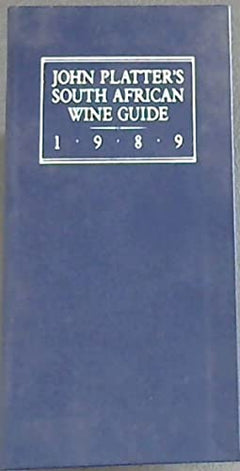 JOHN PLATTER'S
SOUTH AFRICAN
WINE GUIDE
1 · 9 · 8 · 9